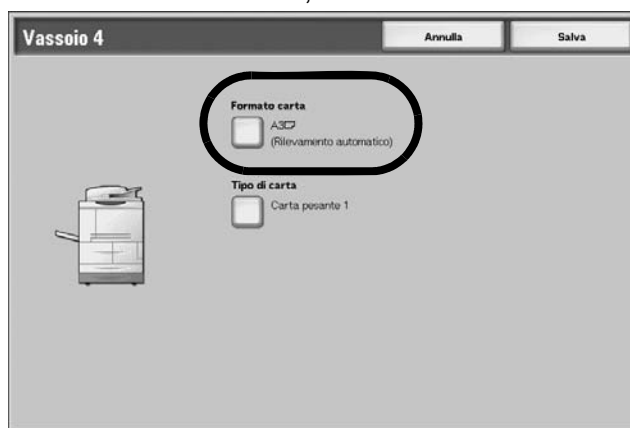 Vassoio 4
Annulla
Salva
Formato carta
A3
(Rilevamento automatico)
Tipo di carta
Carta pesante 1